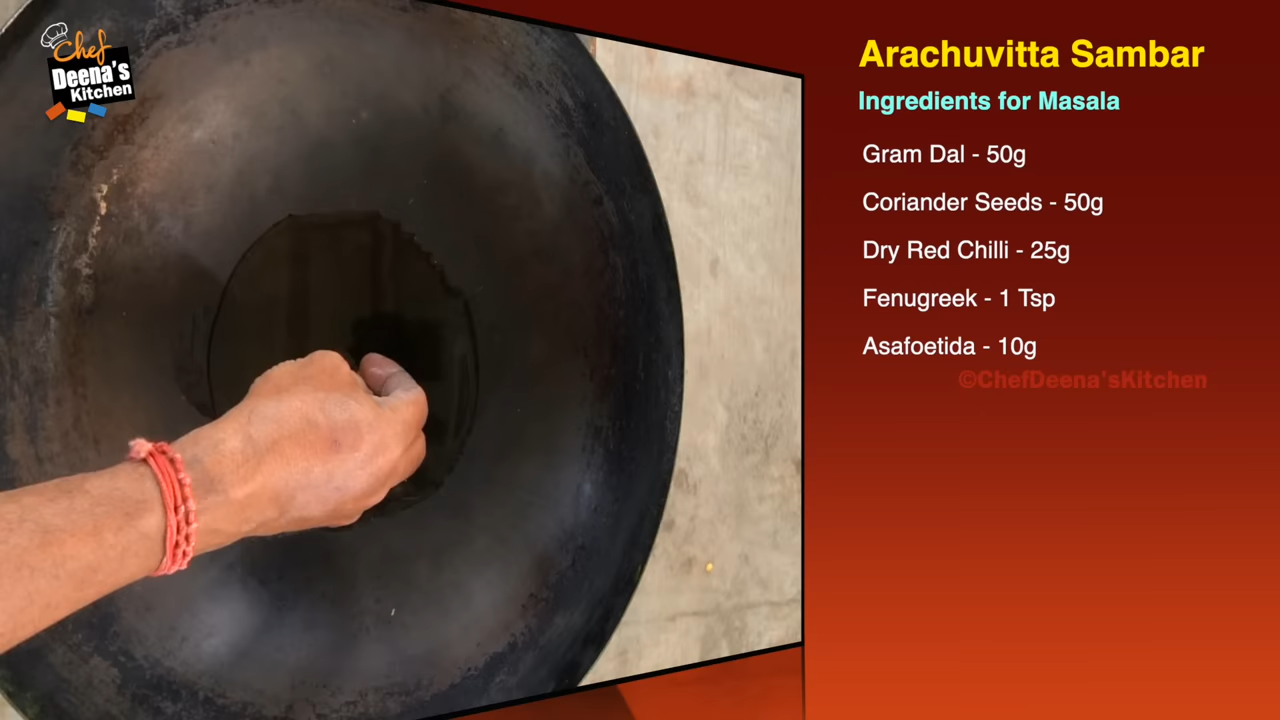 Chef
Deena's
Kitchen
Arachuvitta Sambar
Ingredients for Masala
Gram Dal - 50g
Coriander Seeds - 50g
Dry Red Chilli - 25g
Fenugreek - 1 Tsp
Asafoetida - 10g
©ChefDeena'sKitchen